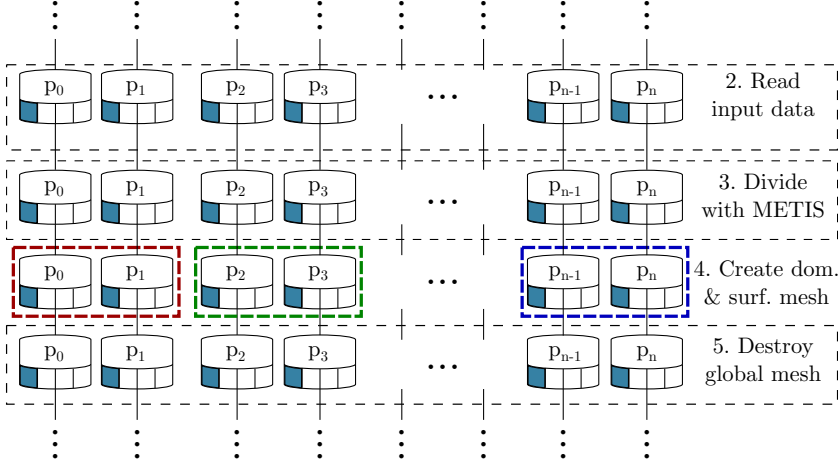 p0 p1 p2 p3 ... pn-1 pn 2. Read
input data
p0 p1 p2 p3 ... pn-1 pn 3. Divide
with METIS
p0 p1 p2 p3 ... pn-1 pn 4. Create dom.
& surf. mesh
p0 p1 p2 p3 ... pn-1 pn 5. Destroy
global mesh